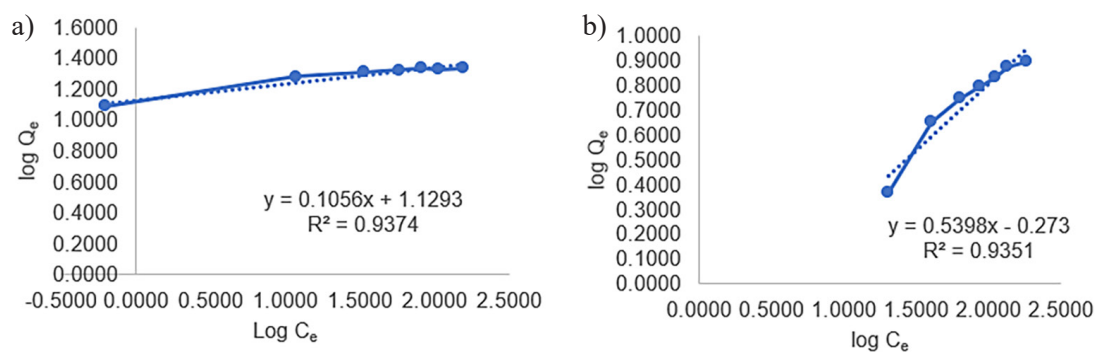 a)
1.6000
1.4000
1.2000
1.0000
0.8000
0.6000
0.4000
0.2000
0.0000
log Qe
y = 0.1056x + 1.1293
R² = 0.9374
-0.5000 0.0000 0.5000 1.0000 1.5000 2.0000 2.5000
Log Ce
b)
1.0000
0.9000
0.8000
0.7000
0.6000
0.5000
0.4000
0.3000
0.2000
0.1000
0.0000
log Qe
y = 0.5398x - 0.273
R² = 0.9351
0.0000 0.5000 1.0000 1.5000 2.0000 2.5000
log Ce